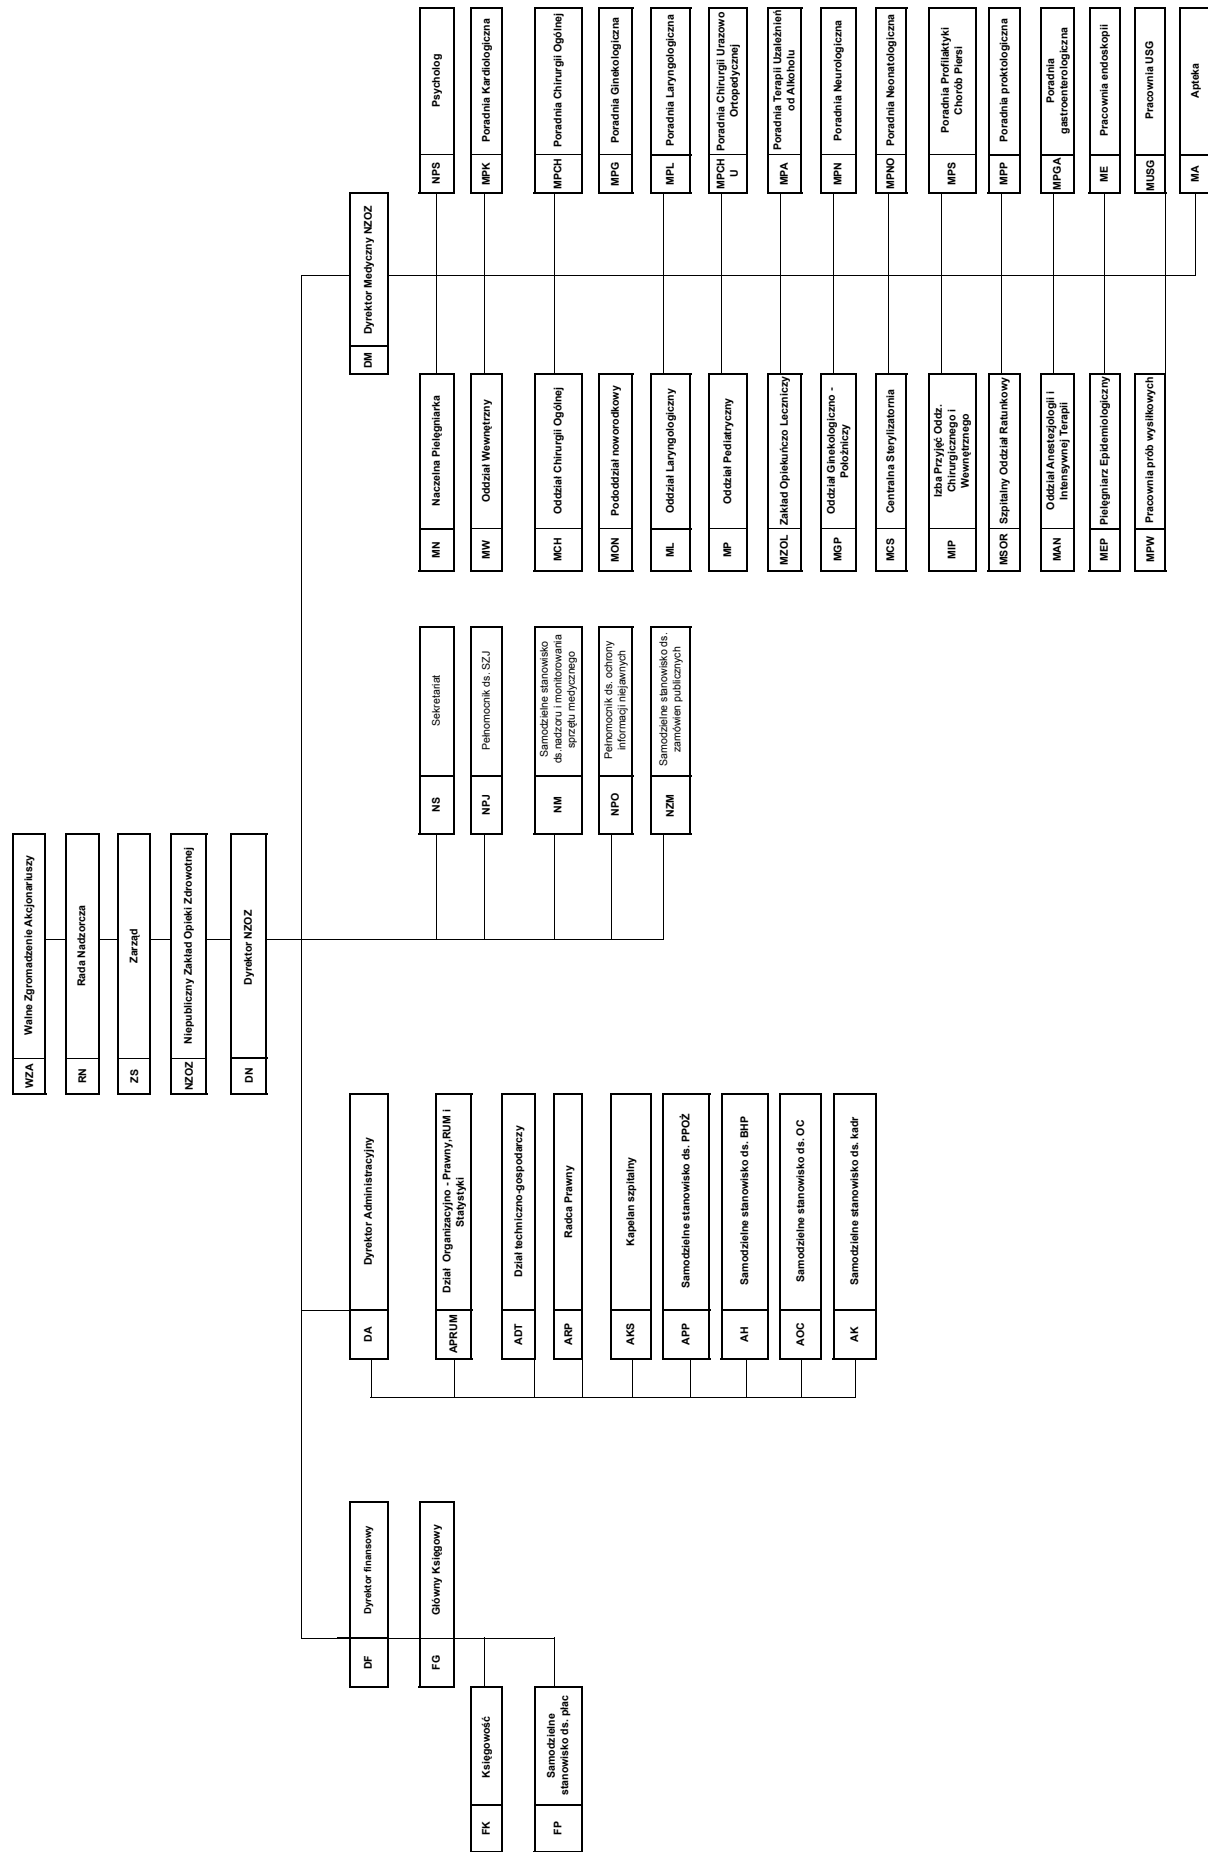 WZA
Walne Zgromadzenie Akcjonariuszy
RN
Rada Nadzorcza
ZS
Zarząd
NZOZ
Niepubliczny Zakład Opieki Zdrowotnej
DN
Dyrektor NZOZ
DF
Dyrektor finansowy
DA
Dyrektor Administracyjny
DM
Dyrektor Medyczny NZOZ
FG
Główny Księgowy
FK
Księgowość
FP
Samodzielne
stanowisko ds. płac
APRUM
Dział Organizacyjno - Prawny,RUM i
Statystyki
ADT
Dział techniczno-gospodarczy
ARP
Radca Prawny
AKS
Kapelan szpitalny
APP
Samodzielne stanowisko ds. PPOŻ
AH
Samodzielne stanowisko ds. BHP
AOC
Samodzielne stanowisko ds. OC
AK
Samodzielne stanowisko ds. kadr
NS
Sekretariat
NPJ
Pełnomocnik ds. SZJ
NM
Samodzielne stanowisko
ds.nadzoru i monitorowania
sprzętu medycznego
NPO
Pełnomocnik ds. ochrony
informacji niejawnych
NZM
Samodzielne stanowisko ds.
zamówien publicznych
MN
Naczelna Pielęgniarka
MW
Oddział Wewnętrzny
MCH
Oddział Chirurgii Ogólnej
MON
Pododdział noworodkowy
ML
Oddział Laryngologiczny
MP
Oddział Pediatryczny
MZOL
Zakład Opiekuńczo Leczniczy
MGP
Oddział Ginekologiczno -
Położniczy
MCS
Centralna Sterylizatornia
MIP
Izba Przyjęć Oddz.
Chirurgicznego i
Wewnętrznego
MSOR
Szpitalny Oddział Ratunkowy
MAN
Oddział Anestezjologii i
Intensywnej Terapii
MEP
Pielęgniarz Epidemiologiczny
MPW
Pracownia prób wysiłkowych
NPS
Psycholog
MPK
Poradnia Kardiologiczna
MPCH
Poradnia Chirurgii Ogólnej
MPG
Poradnia Ginekologiczna
MPL
Poradnia Laryngologiczna
MPCH
U
Poradnia Chirurgii Urazowo
Ortopedycznej
MPA
Poradnia Terapii Uzależnień
od Alkoholu
MPN
Poradnia Neurologiczna
MPNO
Poradnia Neonatologiczna
MPS
Poradnia Profilaktyki
Chorób Piersi
MPP
Poradnia proktologiczna
MPGA
Poradnia
gastroenterologiczna
ME
Pracownia endoskopii
MUSG
Pracownia USG
MA
Apteka